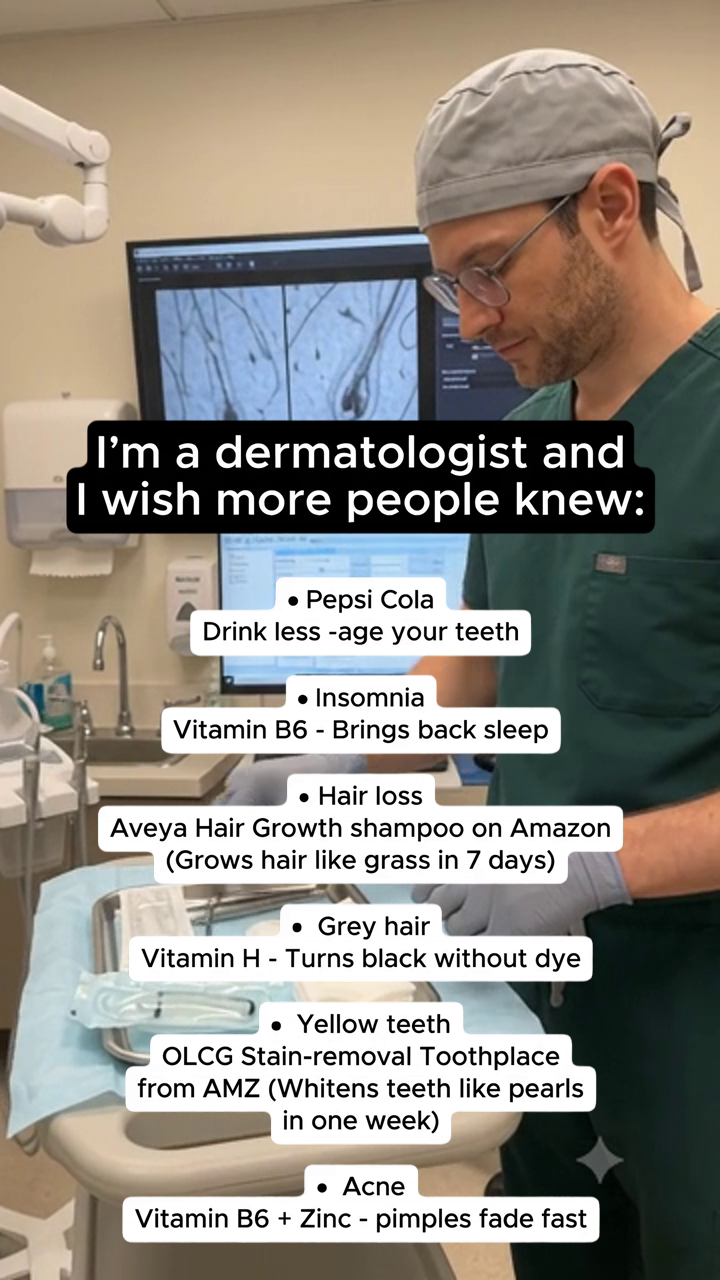 I'm a dermatologist and
I wish more people knew:
• Pepsi Cola
Drink less -age your teeth
• Insomnia
Vitamin B6 - Brings back sleep
• Hair loss
Aveya Hair Growth shampoo on Amazon
(Grows hair like grass in 7 days)
• Grey hair
Vitamin H - Turns black without dye
• Yellow teeth
OLCG Stain-removal Toothplace
from AMZ (Whitens teeth like pearls
in one week)
• Acne
Vitamin B6 + Zinc - pimples fade fast